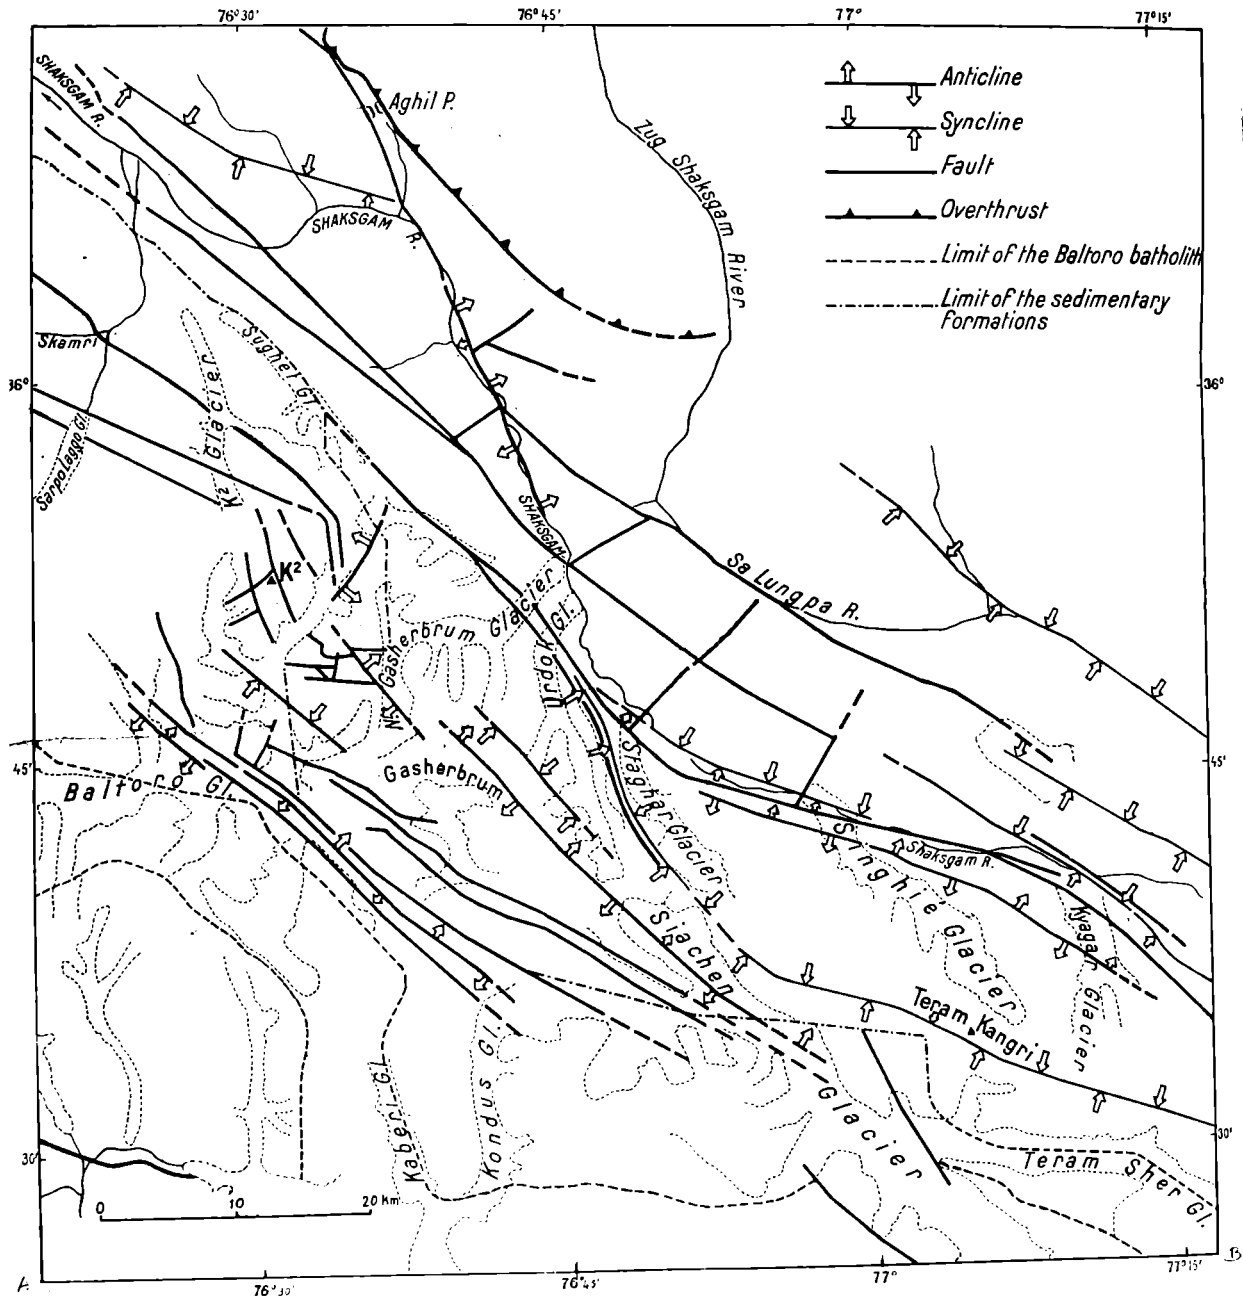 76°30'
76°45'
77°
77°15'
SHAKSGAM R.
Aghil P.
Zug Shaksgam River
Anticline
Syncline
Fault
Overthrust
Limit of the Baltoro batholith
Limit of the sedimentary
formations
SHAKSGAM R.
Skamri
Sughet Gl.
36°
36°
K² Glacier
Sarpo Laggo Gl.
SHAKSGAM
K²
Sa Lungpa R.
N. Gasherbrum Glacier
Urdok Gl.
Staghar Glacier
Gasherbrum
45'
45'
Baltoro Gl.
Singhie Glacier
Shaksgam R.
Kyagar Glacier
Siachen Glacier
Teram Kangri
Kaberi Gl.
Kondus Gl.
Teram Sher Gl.
30'
30'
0 10 20 Km
A.
B
76°30'
76°45'
77°
77°15'